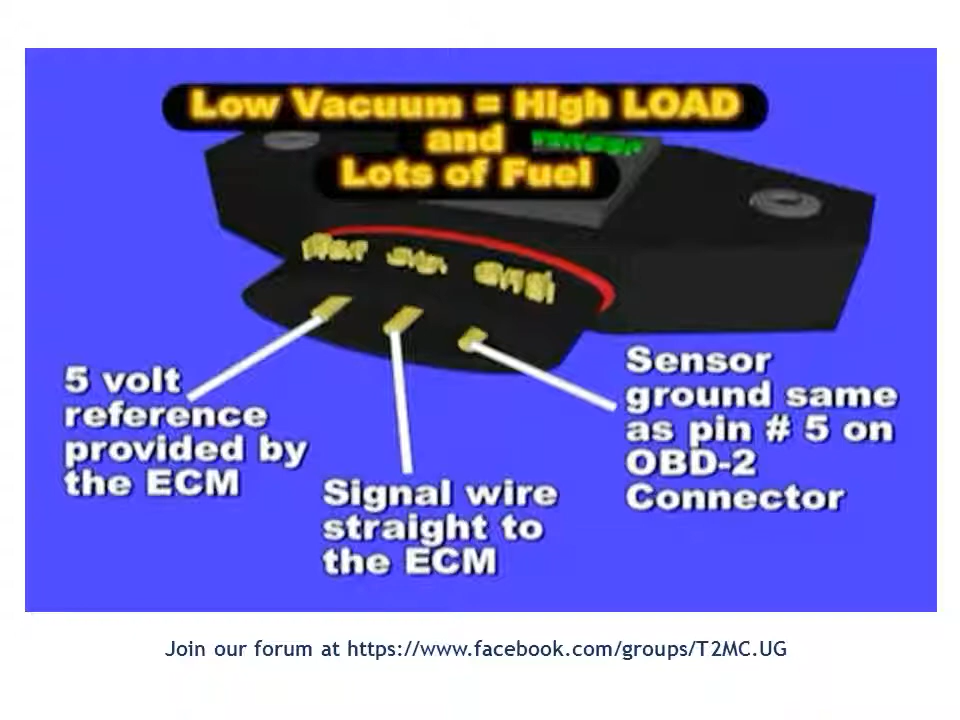 Low Vacuum = High LOAD
and
Lots of Fuel
5 volt
reference
provided by
the ECM
Signal wire
straight to
the ECM
Sensor
ground same
as pin # 5 on
OBD-2
Connector
Join our forum at https://www.facebook.com/groups/T2MC.UG